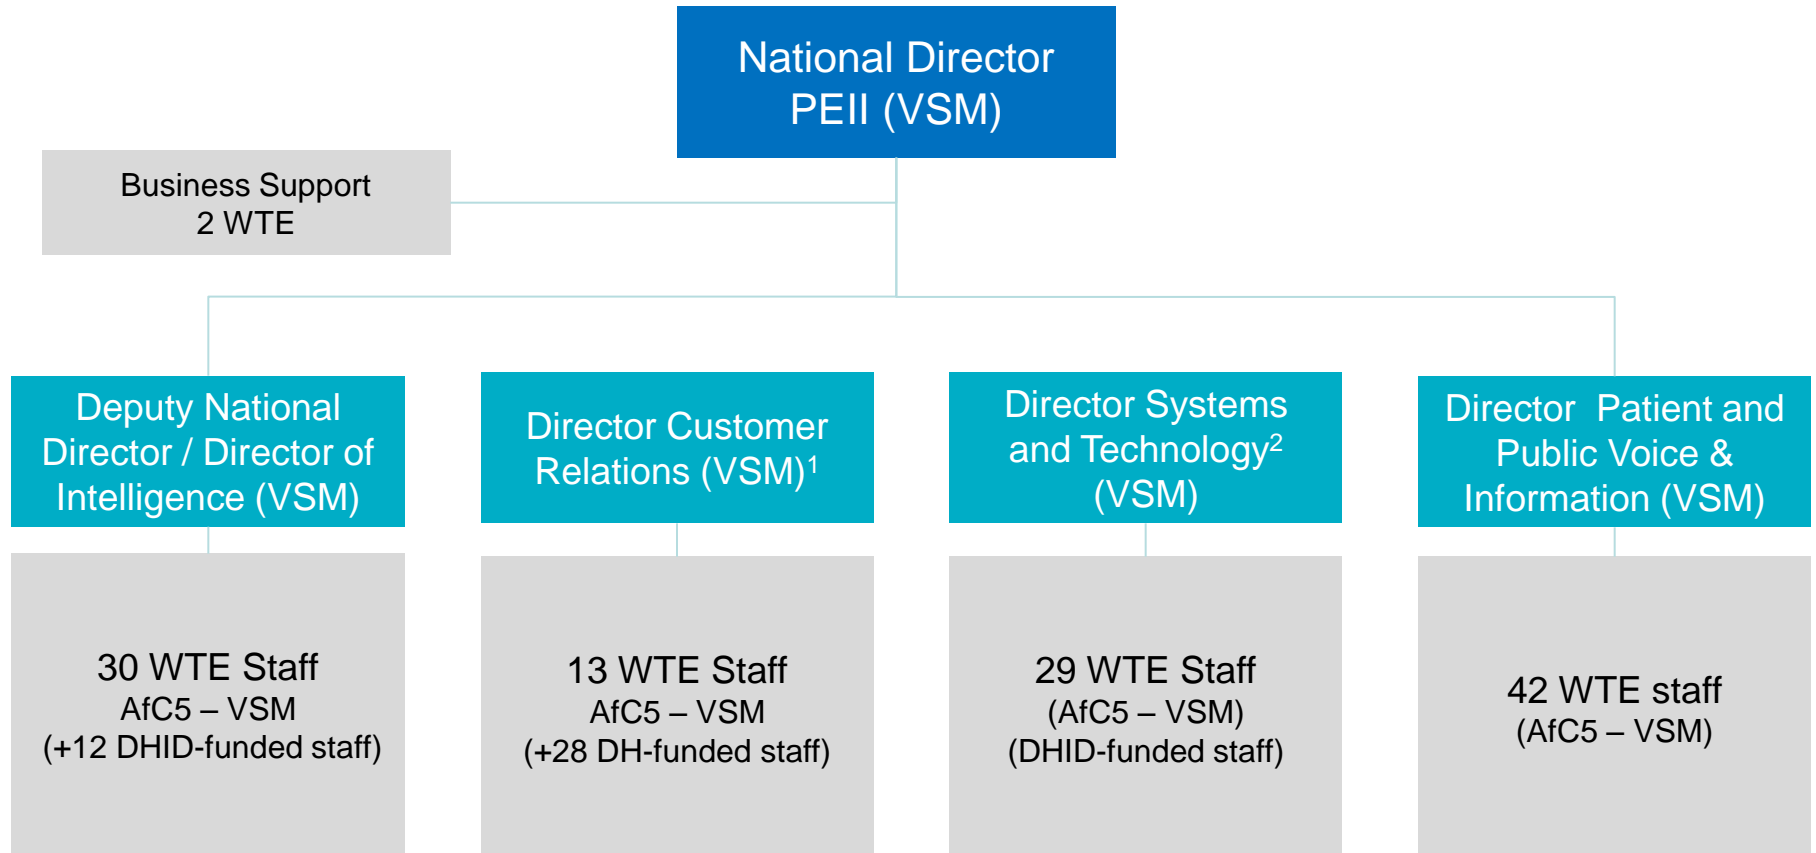 National Director
PEII (VSM)
Business Support
2 WTE
Deputy National
Director / Director of
Intelligence (VSM)
Director Customer
Relations (VSM)1
Director Systems
and Technology2
(VSM)
Director  Patient and
Public Voice &
Information (VSM)
30 WTE Staff
AfC5 – VSM
(+12 DHID-funded staff)
13 WTE Staff
AfC5 – VSM
(+28 DH-funded staff)
29 WTE Staff
(AfC5 – VSM)
(DHID-funded staff)
42 WTE staff
(AfC5 – VSM)